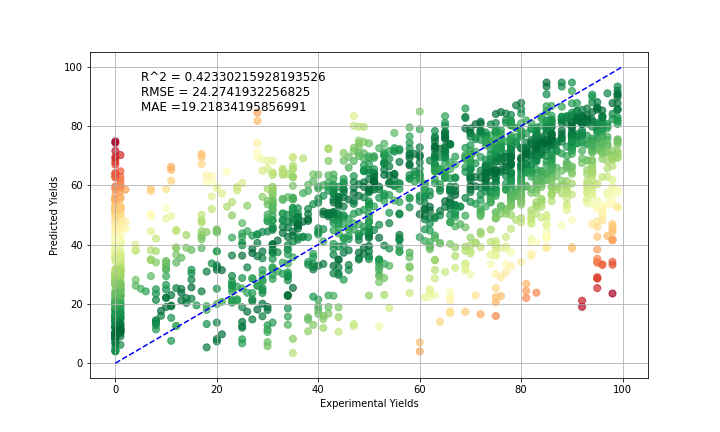 R^2 = 0.42330215928193526
RMSE = 24.2741932256825
MAE =19.21834195856991
100
80
60
40
20
0
Predicted Yields
0 20 40 60 80 100
Experimental Yields